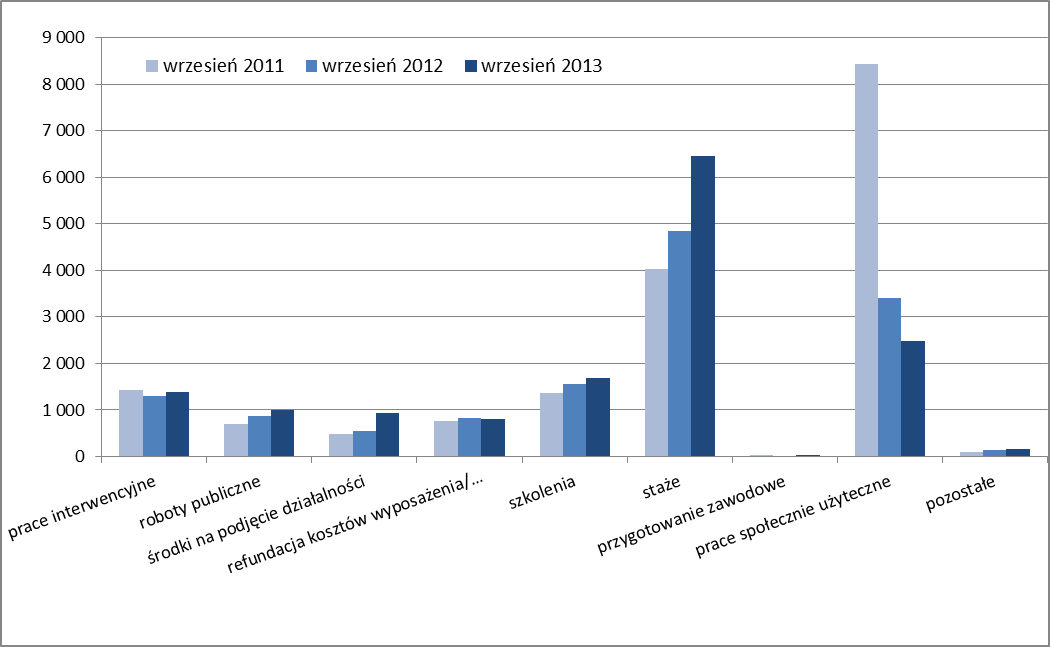 9 000
wrzesień 2011 wrzesień 2012 wrzesień 2013
8 000
7 000
6 000
5 000
4 000
3 000
2 000
1 000
0
prace interwencyjne
roboty publiczne
środki na podjęcie działalności
refundacja kosztów wyposażenia/...
szkolenia
staże
przygotowanie zawodowe
prace społecznie użyteczne
pozostałe